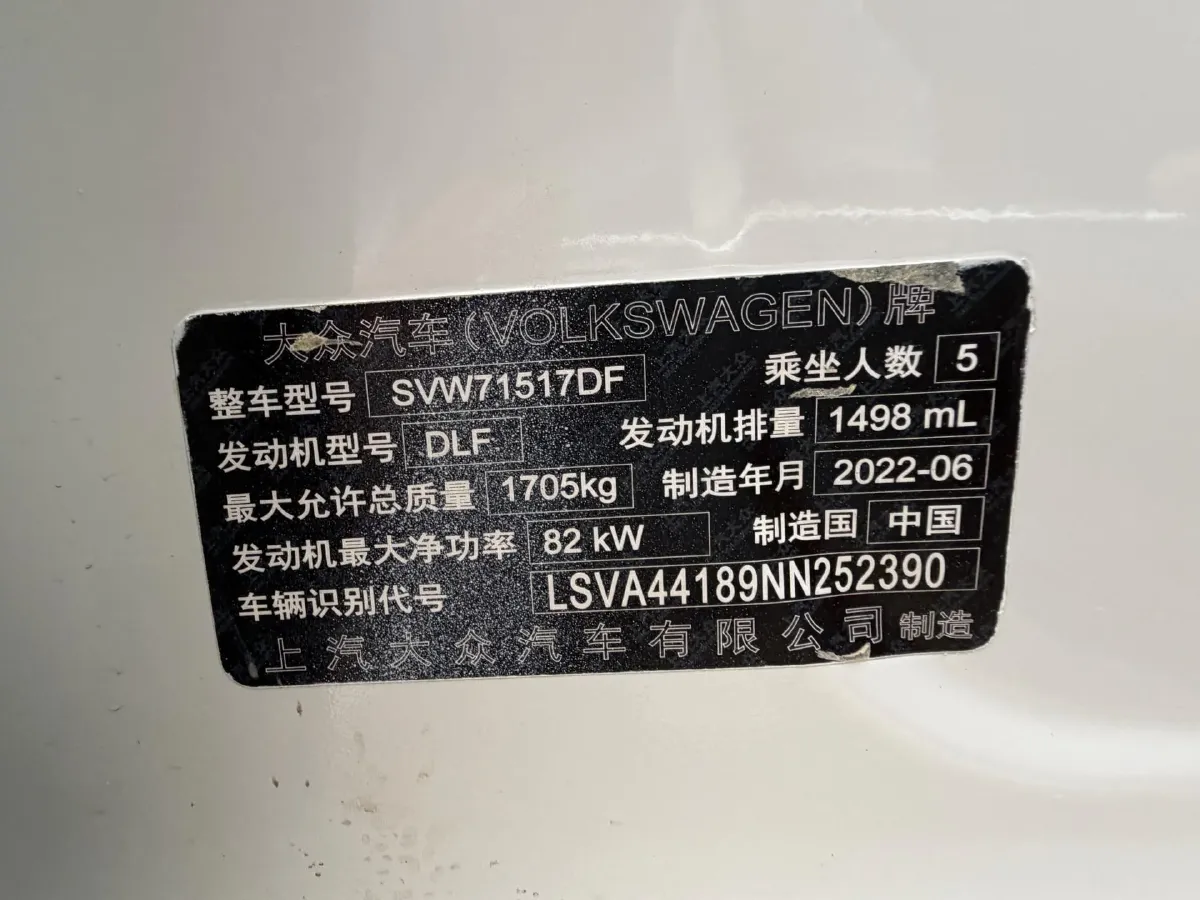 大众汽车(VOLKSWAGEN)牌
整车型号 SVW71517DF 乘坐人数 5
发动机型号 DLF 发动机排量 1498 mL
最大允许总质量 1705kg 制造年月 2022-06
发动机最大净功率 82 kW 制造国 中国
车辆识别代号 LSVA44189NN252390
上汽大众汽车有限公司 制造